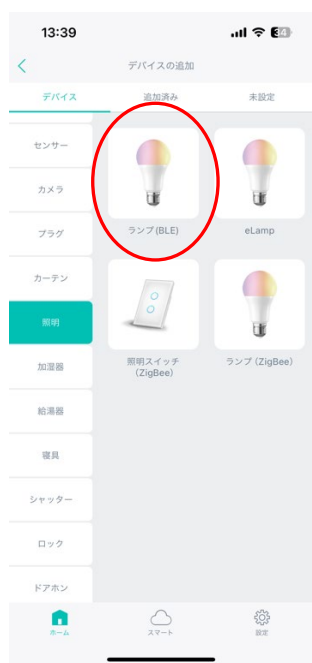 13:39
34
デバイスの追加
デバイス
追加済み
未設定
センサー
カメラ
プラグ
カーテン
照明
加湿器
給湯器
寝具
シャッター
ロック
ドアホン
ランプ(BLE)
eLamp
照明スイッチ
(ZigBee)
ランプ (ZigBee)
ホーム
スマート
設定